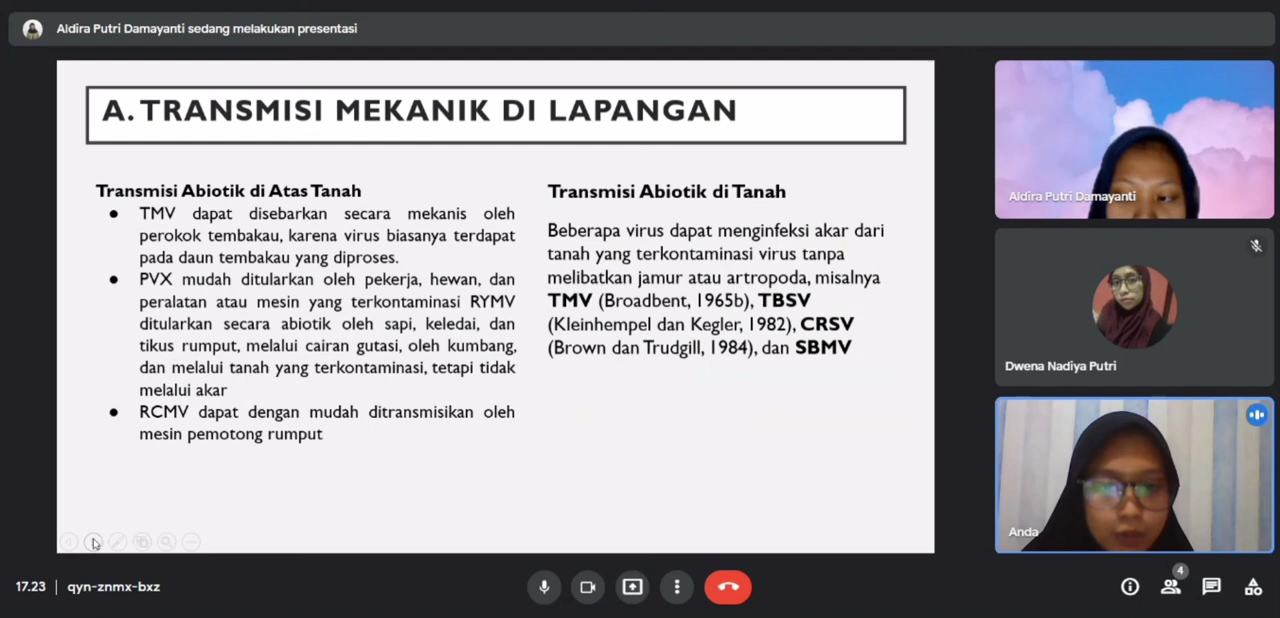 Aldira Putri Damayanti sedang melakukan presentasi
A. TRANSMISI MEKANIK DI LAPANGAN
Transmisi Abiotik di Atas Tanah
● TMV dapat disebarkan secara mekanis oleh
perokok tembakau, karena virus biasanya terdapat
pada daun tembakau yang diproses.
● PVX mudah ditularkan oleh pekerja, hewan, dan
peralatan atau mesin yang terkontaminasi RYMV
ditularkan secara abiotik oleh sapi, keledai, dan
tikus rumput, melalui cairan gutasi, oleh kumbang,
dan melalui tanah yang terkontaminasi, tetapi tidak
melalui akar
● RCMV dapat dengan mudah ditransmisikan oleh
mesin pemotong rumput
Transmisi Abiotik di Tanah
Beberapa virus dapat menginfeksi akar dari
tanah yang terkontaminasi virus tanpa
melibatkan jamur atau artropoda, misalnya
TMV (Broadbent, 1965b), TBSV
(Kleinhempel dan Kegler, 1982), CRSV
(Brown dan Trudgill, 1984), dan SBMV
Aldira Putri Damayanti
Dwena Nadiya Putri
Anda
17.23 | qyn-znmx-bxz
4